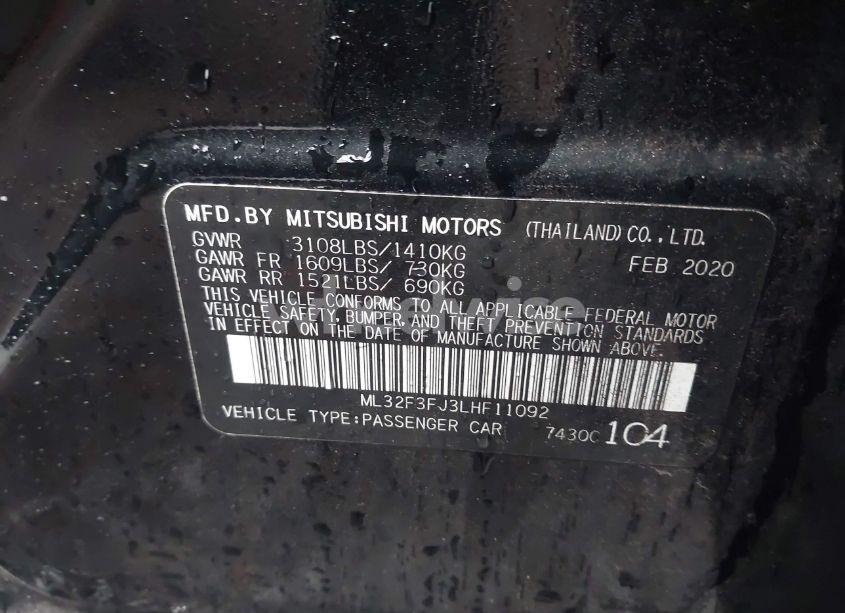 MFD.BY MITSUBISHI MOTORS (THAILAND) CO., LTD.
GVWR 3108LBS/1410KG FEB 2020
GAWR FR 1609LBS/ 730KG
GAWR RR 1521LBS/ 690KG
THIS VEHICLE CONFORMS TO ALL APPLICABLE FEDERAL MOTOR
VEHICLE SAFETY, BUMPER, AND THEFT PREVENTION STANDARDS
IN EFFECT ON THE DATE OF MANUFACTURE SHOWN ABOVE.
ML32F3FJ3LHF11092
VEHICLE TYPE:PASSENGER CAR 7430C 104